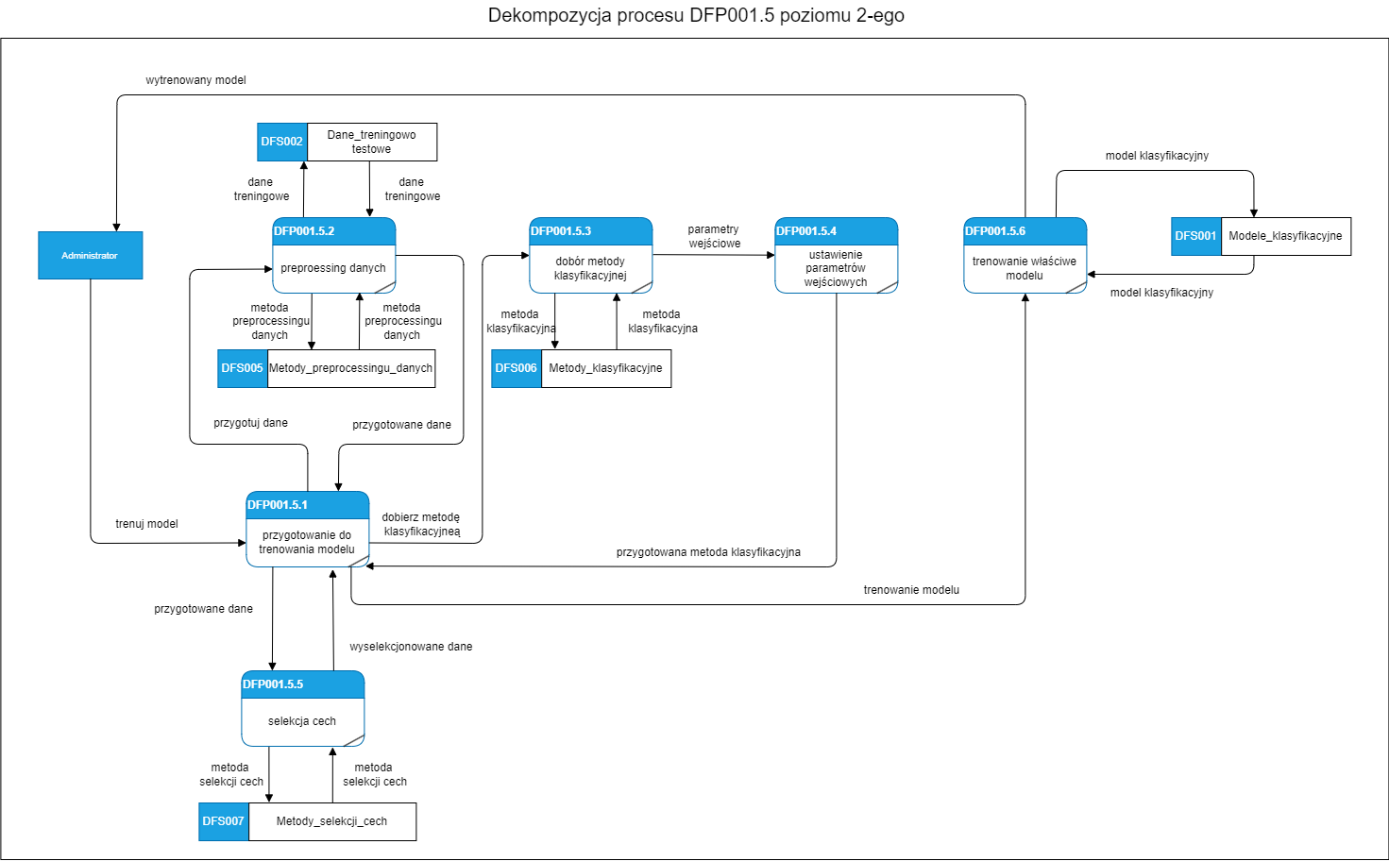 Dekompozycja procesu DFP001.5 poziomu 2-ego
wytrenowany model
DFS002
Dane_treningowo
testowe
model klasyfikacyjny
dane
treningowe
dane
treningowe
Administrator
DFP001.5.2
preproessing danych
DFP001.5.3
dobór metody
klasyfikacyjnej
parametry
wejściowe
DFP001.5.4
ustawienie
parametrów
wejściowych
DFP001.5.6
trenowanie właściwe
modelu
DFS001
Modele_klasyfikacyjne
model klasyfikacyjny
metoda
preprocessingu
danych
metoda
preprocessingu
danych
metoda
klasyfikacyjna
metoda
klasyfikacyjna
DFS005
Metody_preprocessingu_danych
DFS006
Metody_klasyfikacyjne
przygotuj dane
przygotowane dane
DFP001.5.1
przygotowanie do
trenowania modelu
trenuj model
dobierz metodę
klasyfikacyjneą
przygotowana metoda klasyfikacyjna
trenowanie modelu
przygotowane dane
wyselekcjonowane dane
DFP001.5.5
selekcja cech
metoda
selekcji cech
metoda
selekcji cech
DFS007
Metody_selekcji_cech